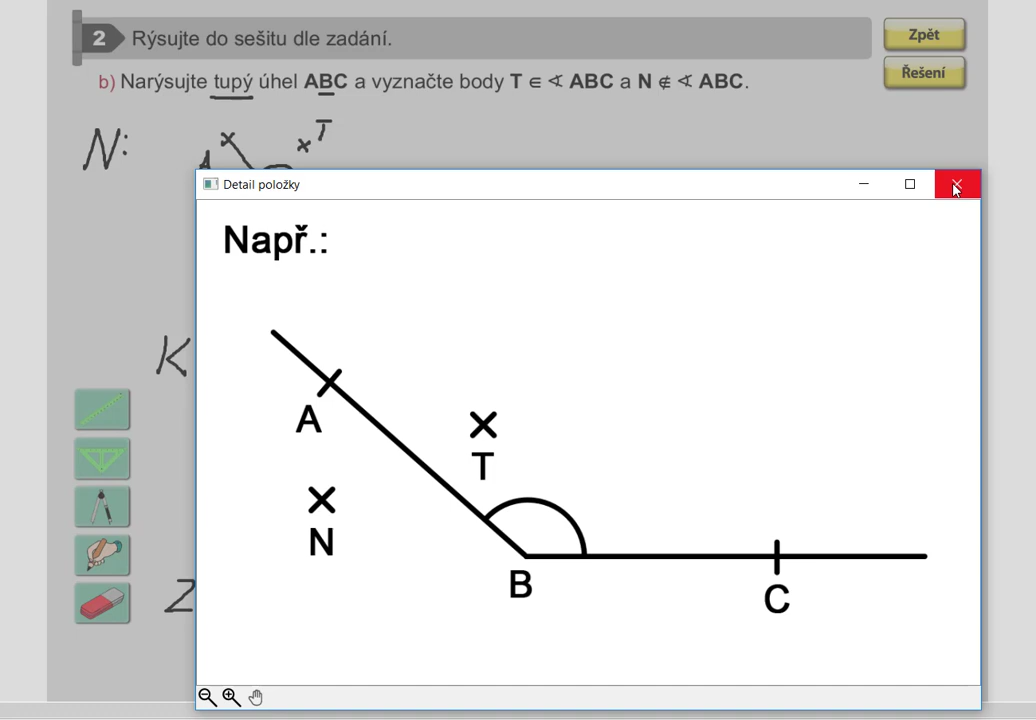 2 Rýsujte do sešitu dle zadání.
Zpět
Řešení
b) Narýsujte tupý úhel ABC a vyznačte body T ∈ ∢ ABC a N ∉ ∢ ABC.
N:
A
T
Detail položky
Např.:
K
A
T
N
B
C
Z